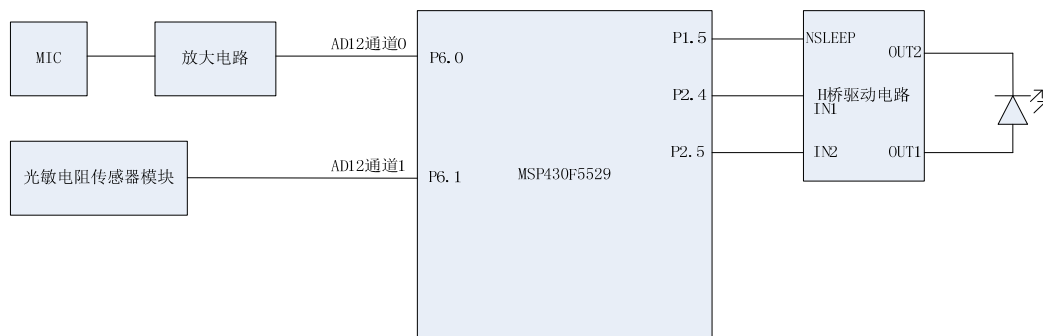 MIC
放大电路
AD12通道0
P6.0
光敏电阻传感器模块
AD12通道1
P6.1
MSP430F5529
P1.5
P2.4
P2.5
NSLEEP
OUT2
H桥驱动电路
IN1
IN2
OUT1